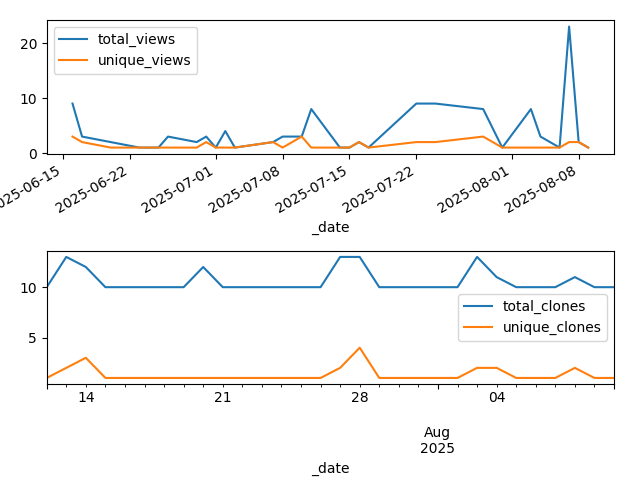 total_views
unique_views
20
10
0
2025-06-15
2025-06-22
2025-07-01
2025-07-08
2025-07-15
2025-07-22
2025-08-01
2025-08-08
_date
10
5
total_clones
unique_clones
14
21
28
04
Aug
2025
_date